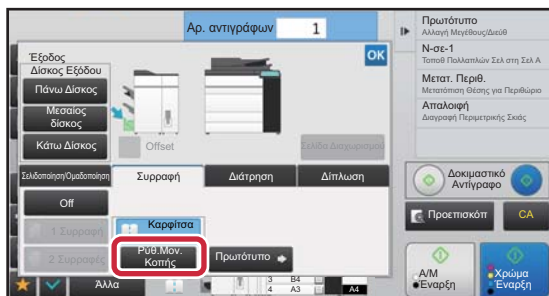 Αρ. αντιγράφων
1
Έξοδος
Δίσκος Εξόδου
Πάνω Δίσκος
Μεσαίος
δίσκος
Κάτω Δίσκος
Offset
Σελίδα Διαχωρισμού
OK
Σελιδοποίηση/Ομαδοποίηση
Συρραφή
Διάτρηση
Δίπλωση
Off
1 Συρραφή
2 Συρραφές
Καρφίτσα
Ρύθ.Μον.
Κοπής
Πρωτότυπο
Άλλα
3 B4
4 A3
A4
Πρωτότυπο
Αλλαγή Μεγέθους/Διεύθ
N-σε-1
Τοποθ Πολλαπλών Σελ στη Σελ Α
Μετατ. Περιθ.
Μετατόπιση Θέσης για Περιθώριο
Απαλοιφή
Διαγραφή Περιμετρικής Σκιάς
Δοκιμαστικό
Αντίγραφο
Προεπισκόπ
CA
Α/Μ
Έναρξη
Χρώμα
Έναρξη